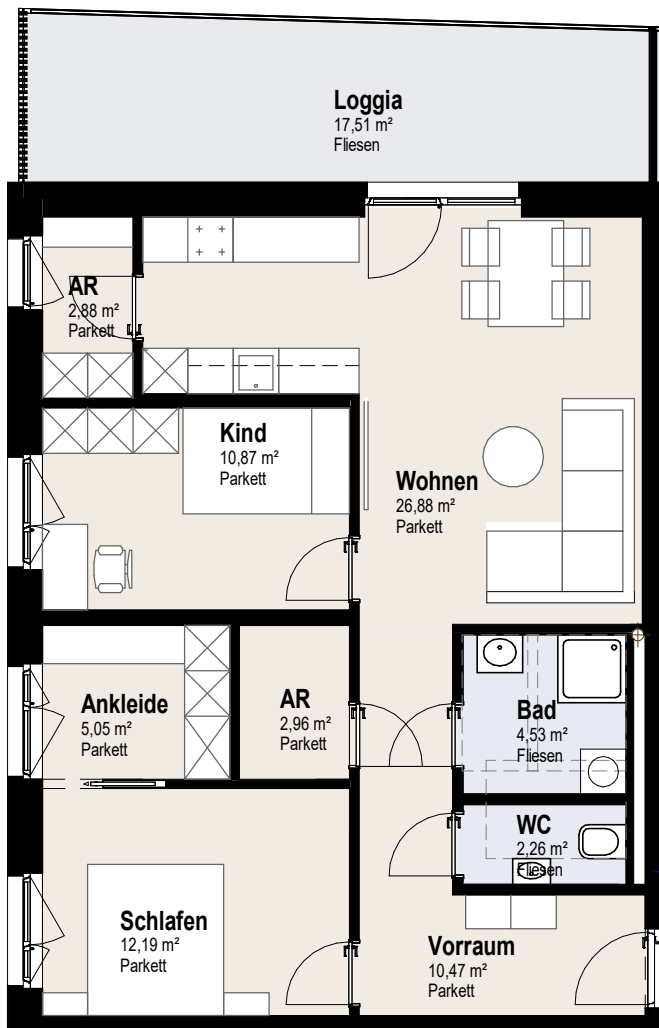 Loggia
17,51 m²
Fliesen
AR
2,88 m²
Parkett
Kind
10,87 m²
Parkett
Wohnen
26,88 m²
Parkett
Ankleide
5,05 m²
Parkett
AR
2,96 m²
Parkett
Bad
4,53 m²
Fliesen
WC
2,26 m²
Fliesen
Schlafen
12,19 m²
Parkett
Vorraum
10,47 m²
Parkett